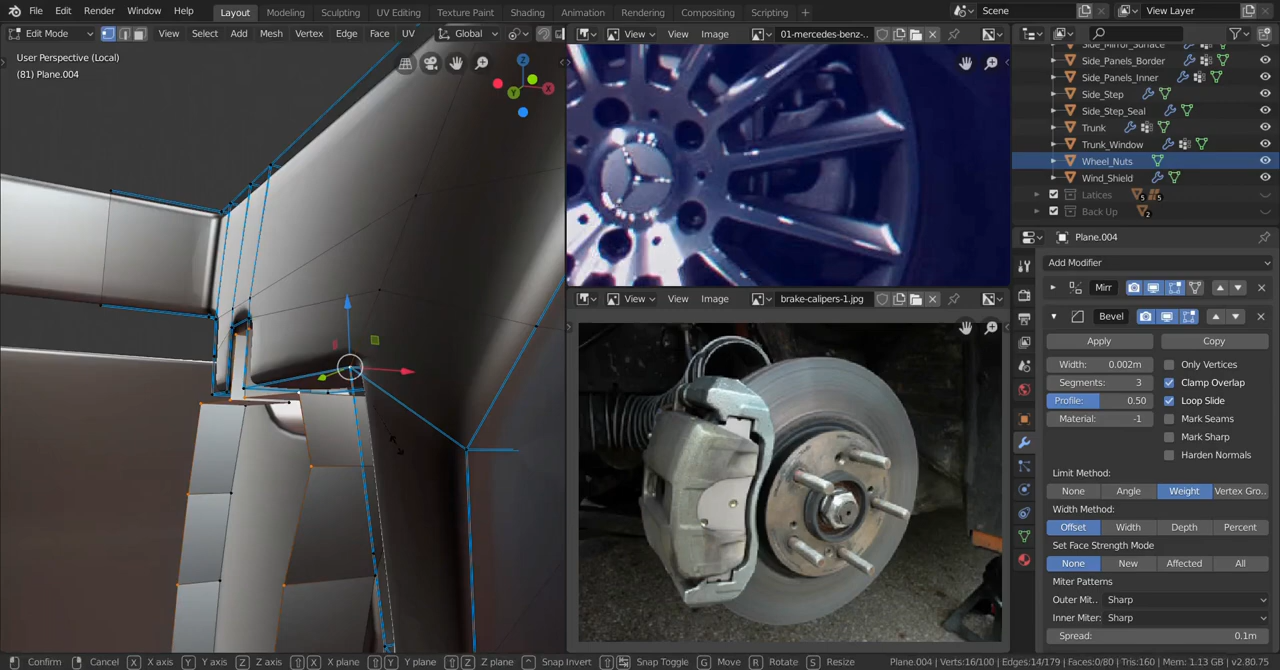 File Edit Render Window Help Layout Modeling Sculpting UV Editing Texture Paint Shading Animation Rendering Compositing Scripting + Scene View Layer
Edit Mode View Select Add Mesh Vertex Edge Face UV Global View View Image 01-mercedes-benz-..
User Perspective (Local)
(81) Plane.004
Z
X
Y
Side_Mirror_Surface
Side_Panels_Border
Side_Panels_Inner
Side_Step
Side_Step_Seal
Trunk
Trunk_Window
Wheel_Nuts
Wind_Shield
Latices 5 5
Back Up 2
View View Image brake-calipers-1.jpg
Plane.004
Add Modifier
Mirr
Bevel
Apply Copy
Width: 0.002m Only Vertices
Segments: 3 Clamp Overlap
Profile: 0.50 Loop Slide
Material: -1 Mark Seams
Mark Sharp
Harden Normals
Limit Method:
None Angle Weight Vertex Gro..
Width Method:
Offset Width Depth Percent
Set Face Strength Mode
None New Affected All
Miter Patterns
Outer Mit.. Sharp
Inner Miter: Sharp
Spread: 0.1m
Confirm Cancel X X axis Y Y axis Z Z axis X X plane Y Y plane Z Z plane Snap Invert Snap Toggle G Move R Rotate S Resize Plane.004 | Verts:16/100 | Edges:14/179 | Faces:0/80 | Tris:160 | Mem: 1.13 GB | v2.80.75